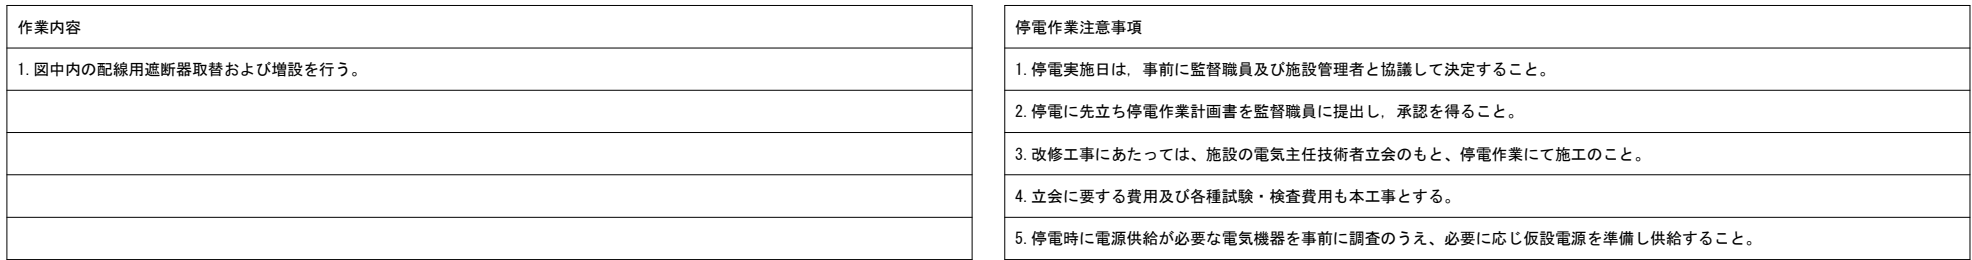 作業内容
1.図中内の配線用遮断器取替および増設を行う。
停電作業注意事項
1.停電実施日は，事前に監督職員及び施設管理者と協議して決定すること。
2.停電に先立ち停電作業計画書を監督職員に提出し，承認を得ること。
3.改修工事にあたっては、施設の電気主任技術者立会のもと、停電作業にて施工のこと。
4.立会に要する費用及び各種試験・検査費用も本工事とする。
5.停電時に電源供給が必要な電気機器を事前に調査のうえ、必要に応じ仮設電源を準備し供給すること。